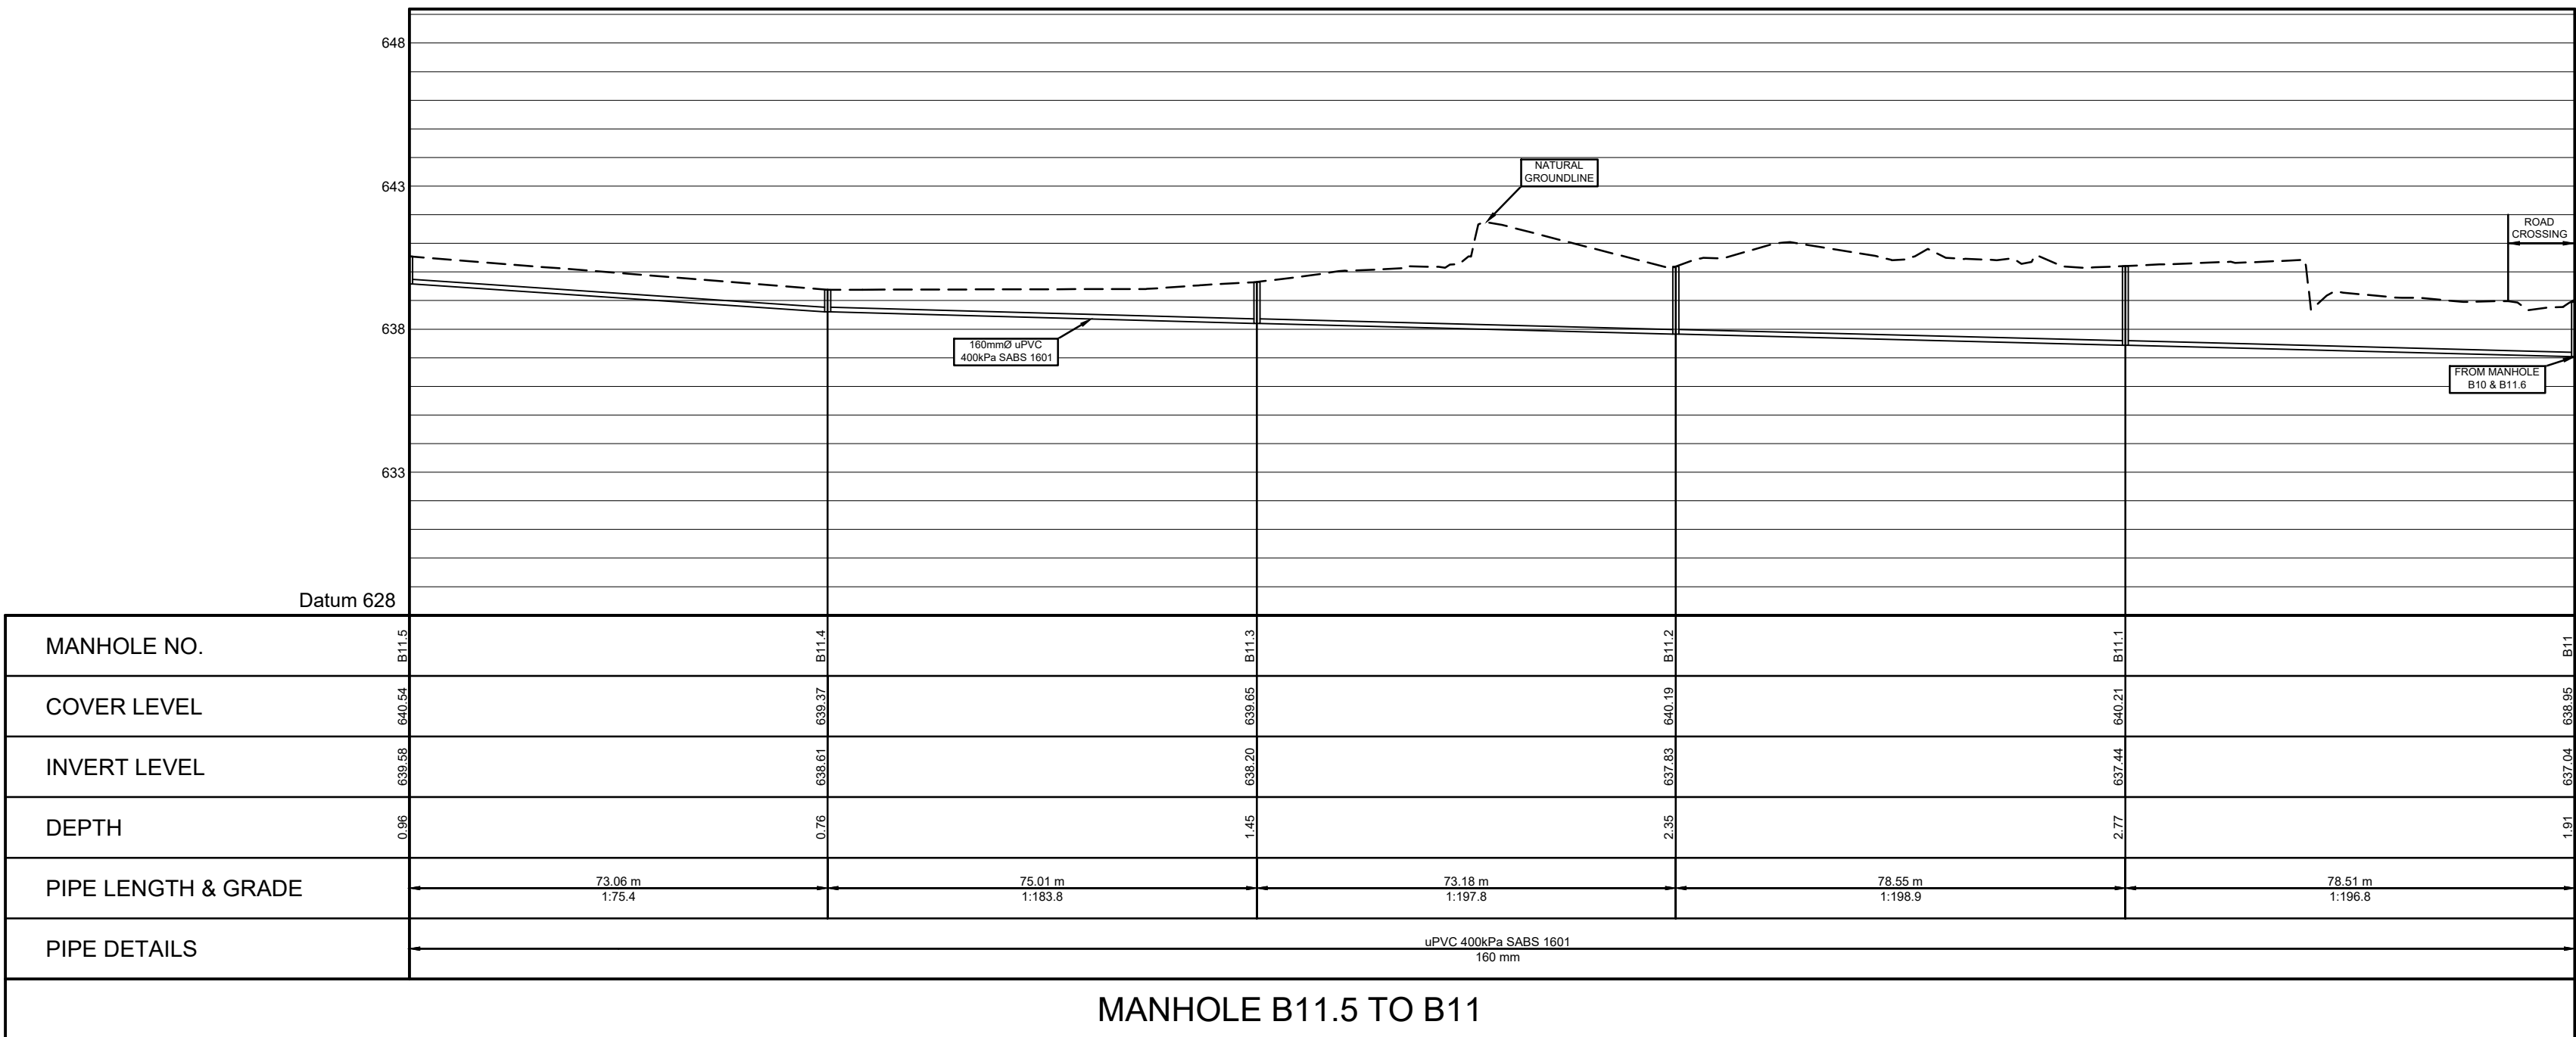 648
643
638
633
Datum 628
NATURAL
GROUNDLINE
ROAD
CROSSING
160mmØ uPVC
400kPa SABS 1601
FROM MANHOLE
B10 & B11.6
MANHOLE NO.
B11.5
B11.4
B11.3
B11.2
B11.1
B11
COVER LEVEL
640.54
639.37
639.65
640.19
640.21
638.95
INVERT LEVEL
639.58
638.61
638.20
637.83
637.44
637.04
DEPTH
0.96
0.76
1.45
2.35
2.77
1.91
PIPE LENGTH & GRADE
73.06 m
1:75.4
75.01 m
1:183.8
73.18 m
1:197.8
78.55 m
1:198.9
78.51 m
1:196.8
PIPE DETAILS
uPVC 400kPa SABS 1601
160 mm
MANHOLE B11.5 TO B11